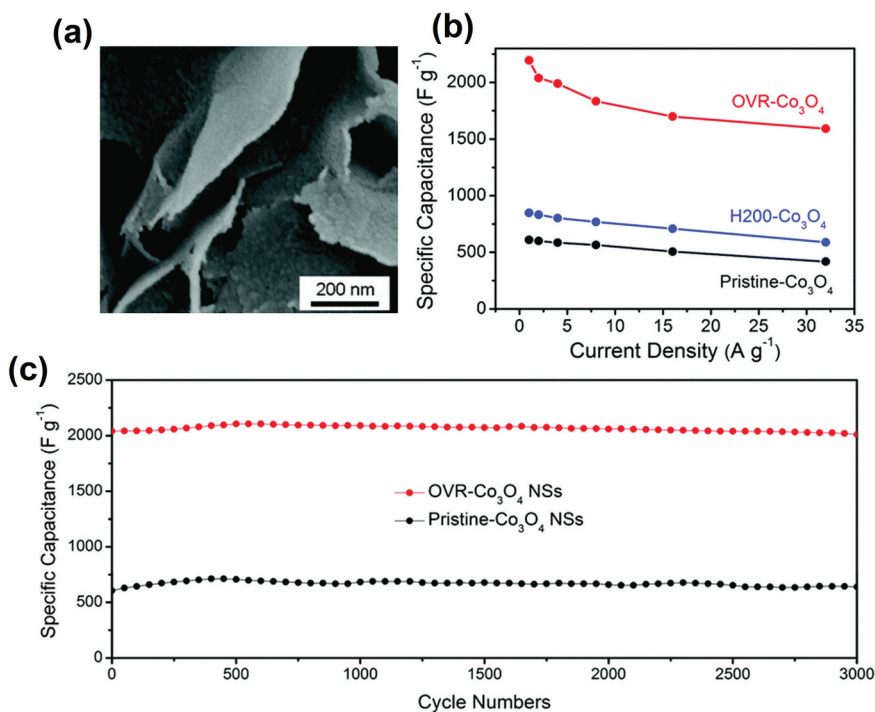 (a)
200 nm
(b)
Specific Capacitance (F g⁻¹)
2000
1500
1000
500
0
OVR-Co₃O₄
H200-Co₃O₄
Pristine-Co₃O₄
0 5 10 15 20 25 30 35
Current Density (A g⁻¹)
(c)
Specific Capacitance (F g⁻¹)
2500
2000
1500
1000
500
0
OVR-Co₃O₄ NSs
Pristine-Co₃O₄ NSs
0 500 1000 1500 2000 2500 3000
Cycle Numbers